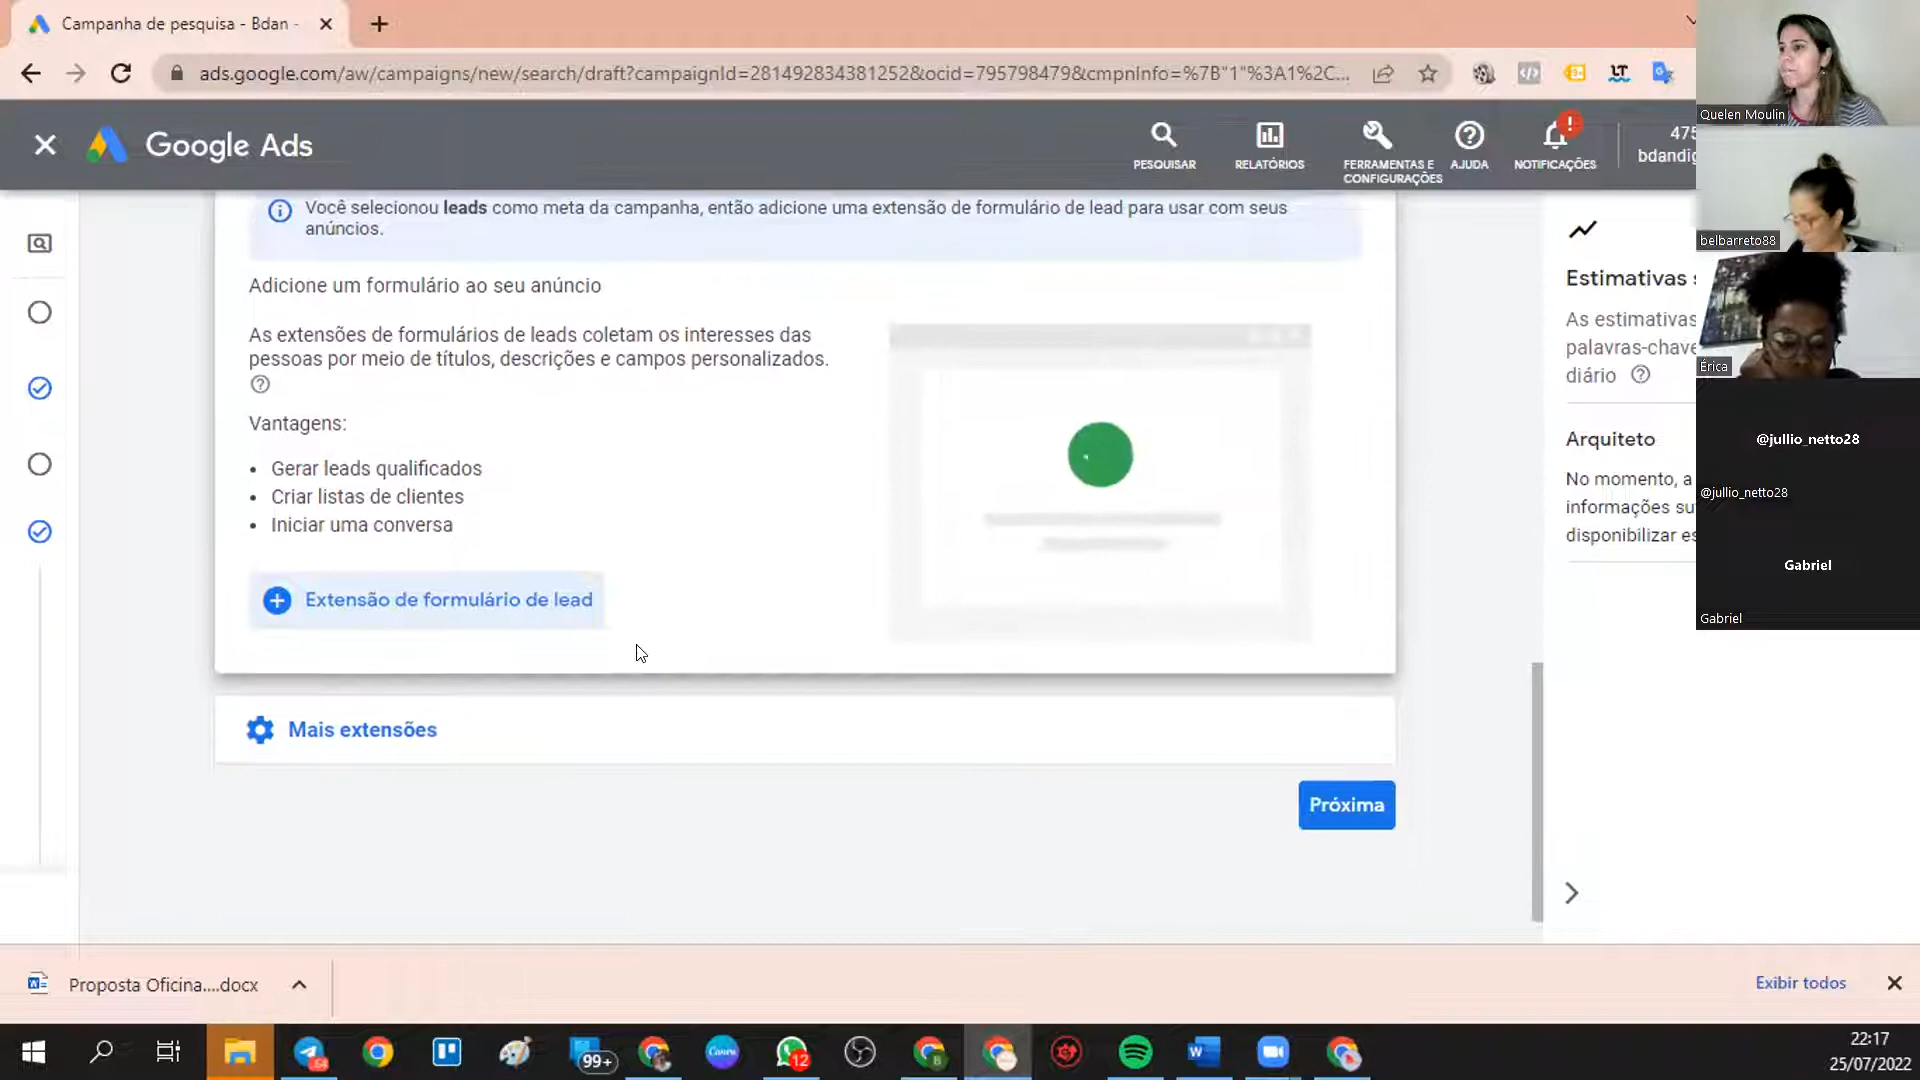 Campanha de pesquisa - Bdan -
ads.google.com/aw/campaigns/new/search/draft?campaignId=281492834381252&ocid=795798479&cmpnInfo=%7B"1"%3A1%2C...
Google Ads
PESQUISAR
RELATÓRIOS
FERRAMENTAS E
CONFIGURAÇÕES
AJUDA
NOTIFICAÇÕES
475
bdandig
Você selecionou leads como meta da campanha, então adicione uma extensão de formulário de lead para usar com seus
anúncios.
Adicione um formulário ao seu anúncio
As extensões de formulários de leads coletam os interesses das
pessoas por meio de títulos, descrições e campos personalizados.
Vantagens:
• Gerar leads qualificados
• Criar listas de clientes
• Iniciar uma conversa
Extensão de formulário de lead
Mais extensões
Próxima
Estimativas s
As estimativas
palavras-chave
diário
Arquiteto
No momento, a
informações su
disponibilizar es
Quelen Moulin
belbarreto88
Érica
@jullio_netto28
@jullio_netto28
Gabriel
Gabriel
Proposta Oficina....docx
Exibir todos
99+
Canva
12
22:17
25/07/2022